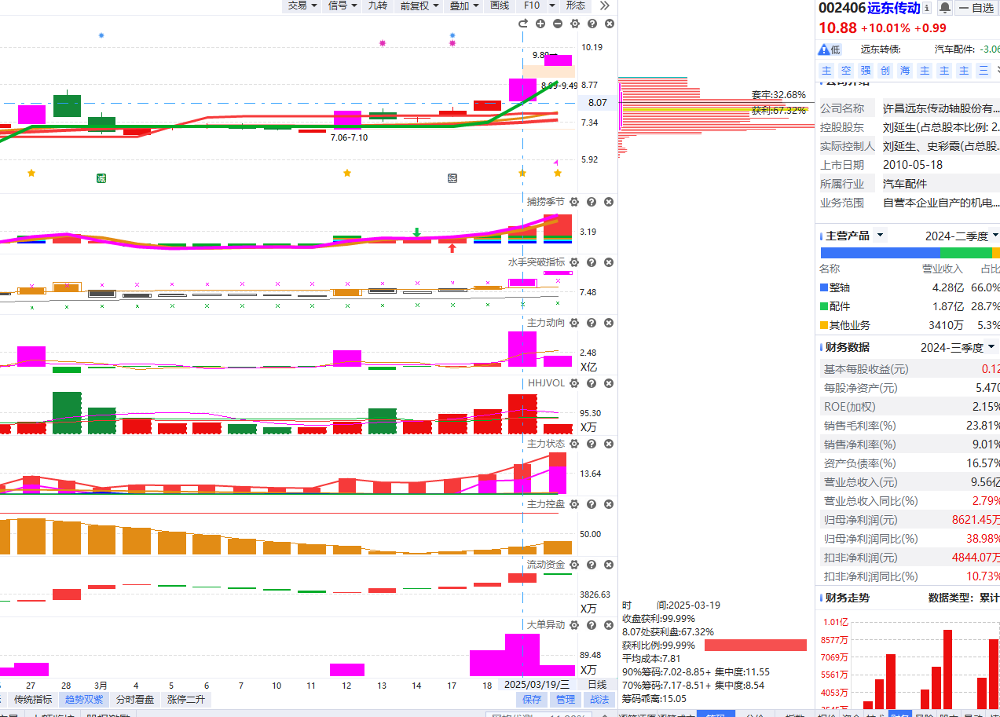 交易 信号 九转 前复权 叠加 画线 F10 形态
002406远东传动 自选
10.88 +10.01% +0.99
低 远东转债: 汽车配件: -3.06
主 空 强 创 海 主 主 主 三
公司名称 许昌远东传动轴股份有...
控股股东 刘延生(占总股本比例: 2.
实际控制人 刘延生、史彩霞(占总股.
上市日期 2010-05-18
所属行业 汽车配件
业务范围 自营本企业自产的机电...
主营产品 2024-二季度
名称 营业收入 占比
整轴 4.28亿 66.0%
配件 1.87亿 28.7%
其他业务 3410万 5.3%
财务数据 2024-三季度
基本每股收益(元) 0.12
每股净资产(元) 5.470
ROE(加权) 2.15%
销售毛利率(%) 23.81%
销售净利率(%) 9.01%
资产负债率(%) 16.57%
营业总收入(元) 9.56亿
营业总收入同比(%) 2.79%
归母净利润(元) 8621.45万
归母净利润同比(%) 38.98%
扣非净利润(元) 4844.07万
扣非净利润同比(%) 10.73%
财务走势 数据类型: 累计
1.01亿
8577万
7069万
5561万
4053万
10.19
9.89
8.99-9.49
8.77
8.07
7.34
7.06-7.10
5.92
减
套牢:32.68%
获利:67.32%
捕捞季节
3.19
水手突破指标
7.48
主力动向
2.48
X亿
HHJVOL
95.30
X万
主力状态
13.64
主力控盘
50.00
流动资金
3826.63
X万
大单异动
89.48
X万
27 28 3月 4 5 6 7 10 11 12 13 14 17 18 2025/03/19/三 日线
传统指标 趋势双紫 分时看盘 涨停二升 保存 管理 战法
时 间:2025-03-19
收盘获利:99.99%
8.07处获利盘:67.32%
获利比例:99.99%
平均成本:7.81
90%筹码:7.02-8.85+ 集中度:11.55
70%筹码:7.17-8.51+ 集中度:8.54
筹码乖离:15.05